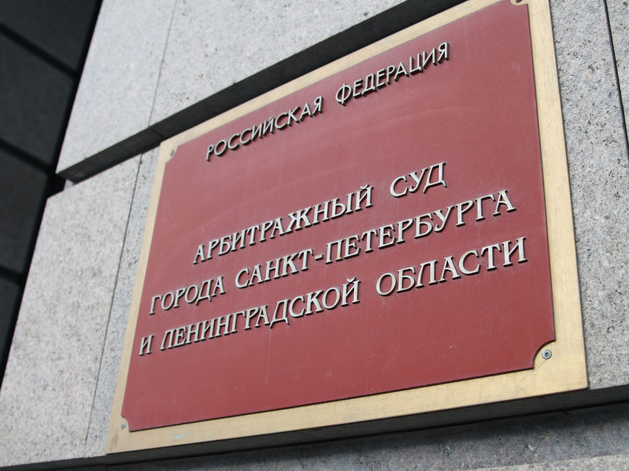 РОССИЙСКАЯ ФЕДЕРАЦИЯ
АРБИТРАЖНЫЙ СУД
ГОРОДА САНКТ-ПЕТЕРБУРГА
И ЛЕНИНГРАДСКОЙ ОБЛАСТИ